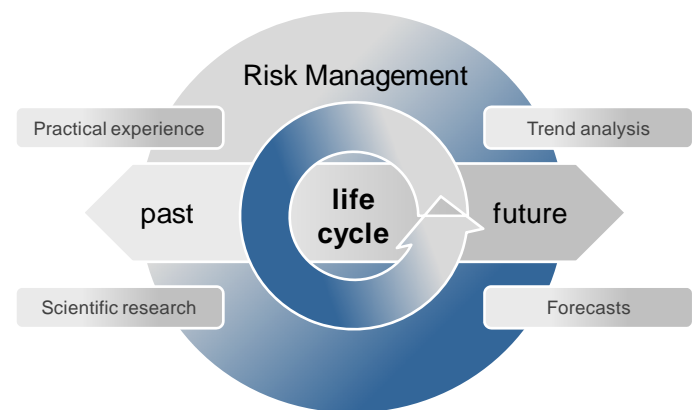 Risk Management
Practical experience
Trend analysis
past
life
cycle
future
Scientific research
Forecasts